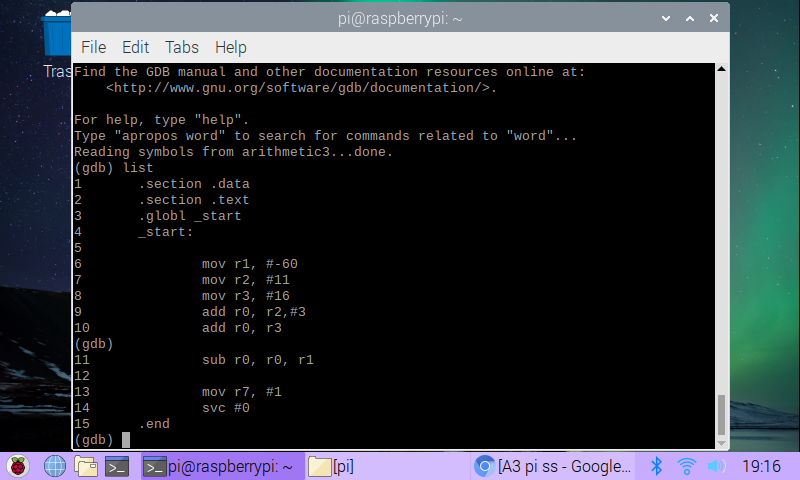 pi@raspberrypi: ~
File Edit Tabs Help
Tras
Find the GDB manual and other documentation resources online at:
    <http://www.gnu.org/software/gdb/documentation/>.
For help, type "help".
Type "apropos word" to search for commands related to "word"...
Reading symbols from arithmetic3...done.
(gdb) list
1       .section .data
2       .section .text
3       .globl _start
4       _start:
5
6               mov r1, #-60
7               mov r2, #11
8               mov r3, #16
9               add r0, r2,#3
10              add r0, r3
(gdb)
11              sub r0, r0, r1
12
13              mov r7, #1
14              svc #0
15      .end
(gdb)
pi@raspberrypi: ~ [pi] [A3 pi ss - Google... 19:16